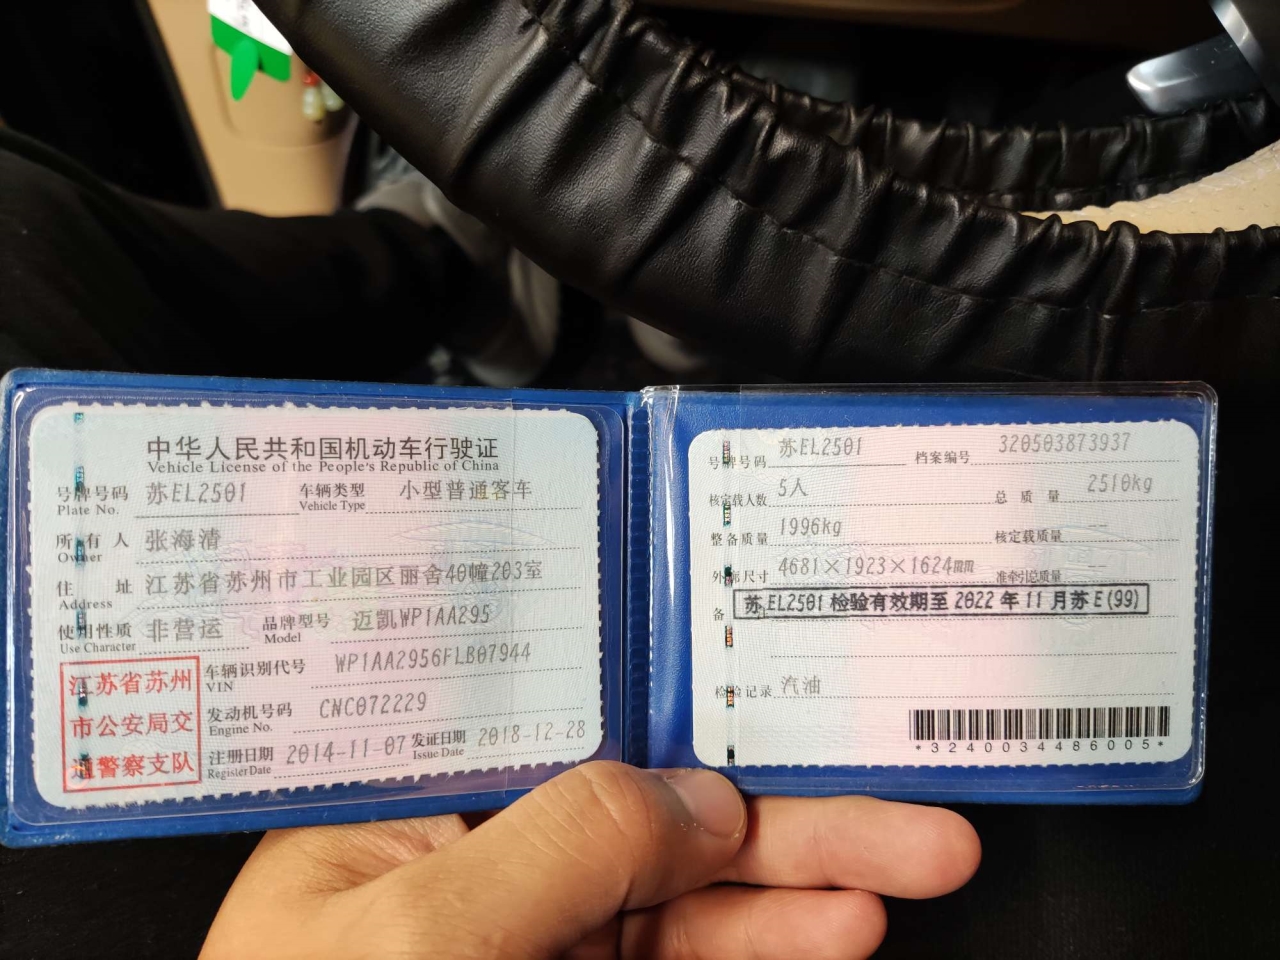 中华人民共和国机动车行驶证
Vehicle License of the People's Republic of China
号牌号码 苏EL2501 车辆类型 小型普通客车
Plate No. Vehicle Type
所有人 张海清
Owner
住址 江苏省苏州市工业园区丽舍40幢203室
Address
使用性质 非营运 品牌型号 迈凯WP1AA295
Use Character Model
江苏省苏州
市公安局交
通警察支队
车辆识别代号 WP1AA2956FLB07944
VIN
发动机号码 CNC072229
Engine No.
注册日期 2014-11-07 发证日期 2018-12-28
Register Date Issue Date
号牌号码 苏EL2501 档案编号 320503873937
核定载人数 5人 总质量 2510kg
整备质量 1996kg 核定载质量 --
外廓尺寸 4681×1923×1624mm 准牵引总质量 --
备 苏EL2501检验有效期至2022年11月苏E(99)
检验记录 汽油
*3240034486005*